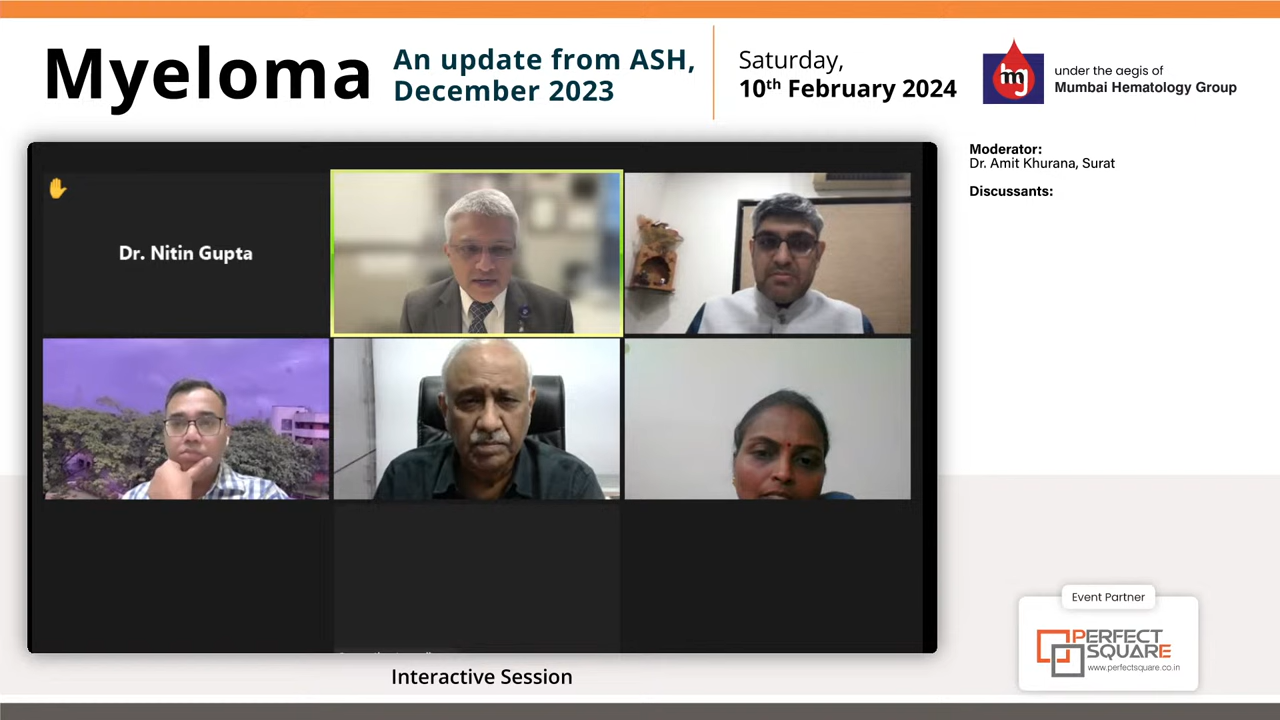 Myeloma
An update from ASH,
December 2023
Saturday,
10th February 2024
mg
under the aegis of
Mumbai Hematology Group
Moderator:
Dr. Amit Khurana, Surat
Discussants:
Dr. Nitin Gupta
Interactive Session
Event Partner
PERFECT
SQUARE
www.perfectsquare.co.in